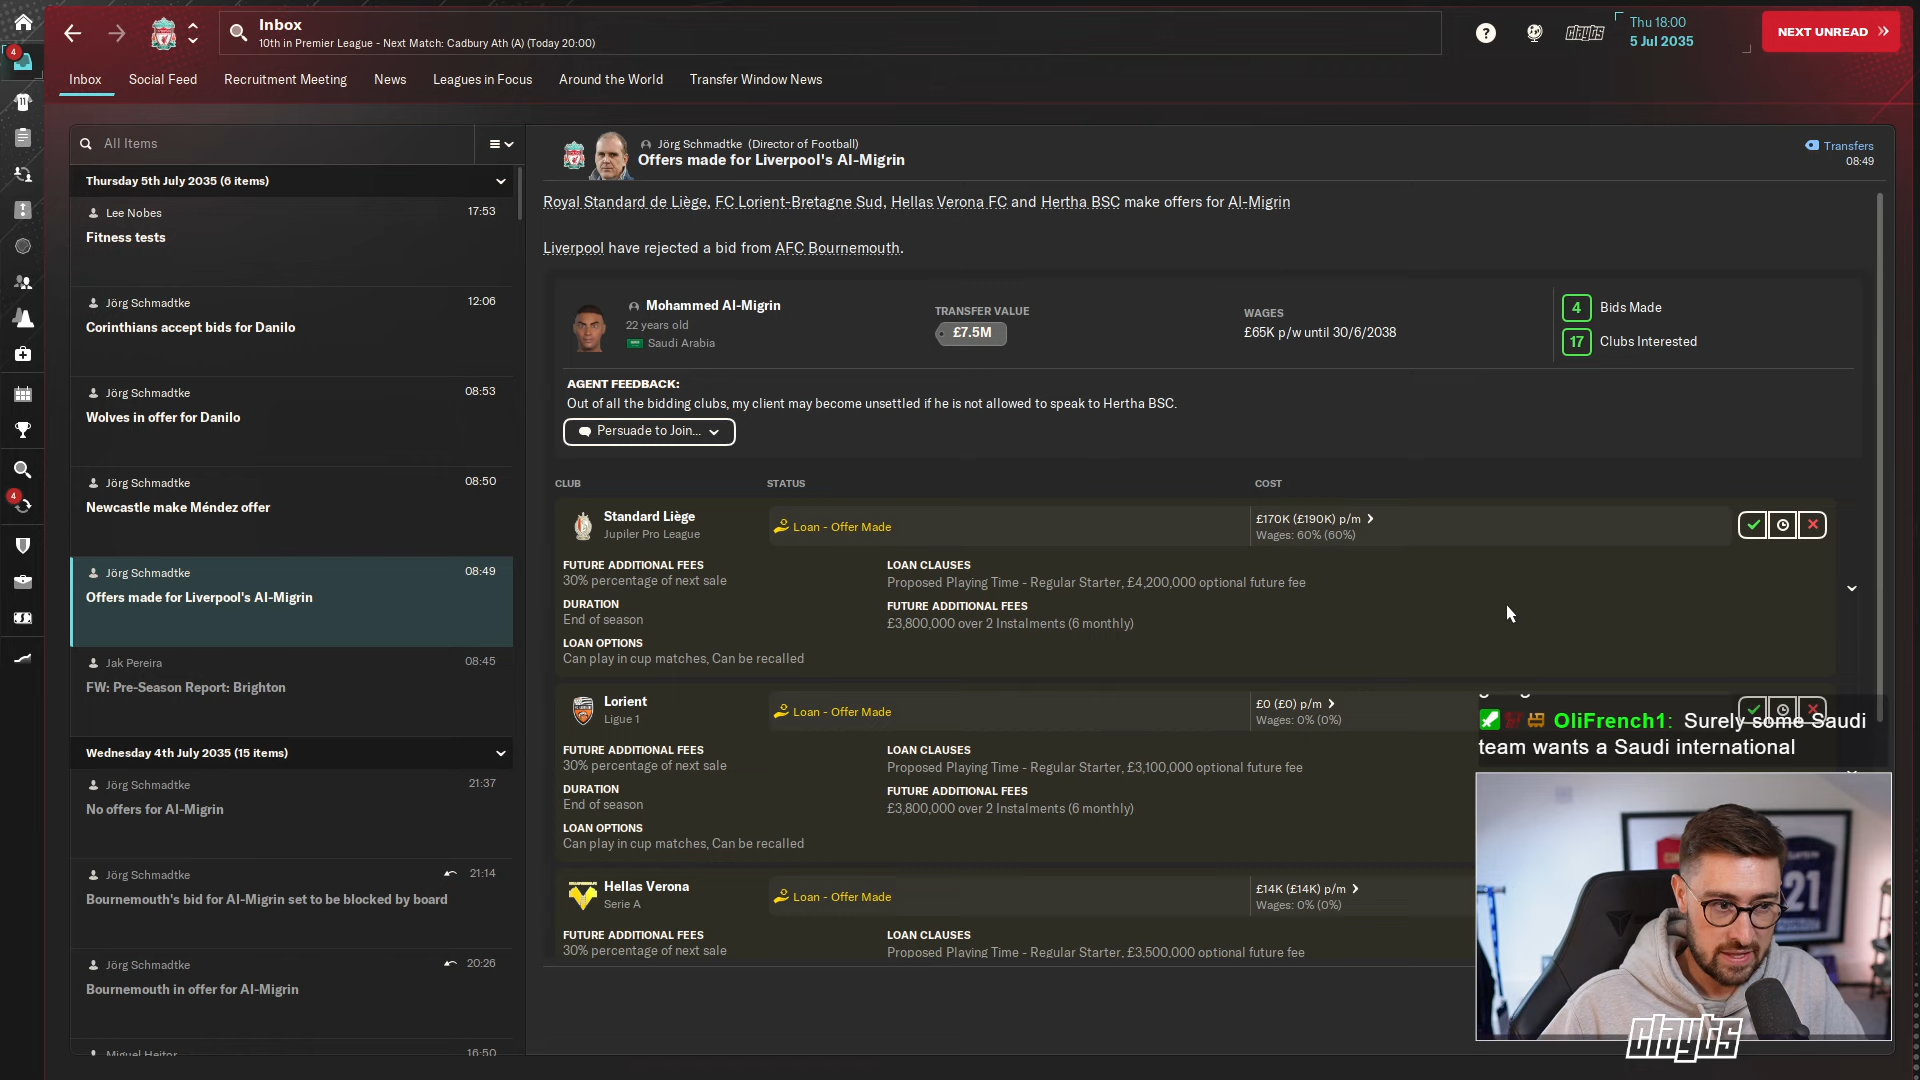 Inbox
10th in Premier League - Next Match: Cadbury Ath (A) (Today 20:00)
claytts
Thu 18:00
5 Jul 2035
NEXT UNREAD
4
Inbox
Social Feed
Recruitment Meeting
News
Leagues in Focus
Around the World
Transfer Window News
All Items
Thursday 5th July 2035 (6 items)
Lee Nobes
17:53
Fitness tests
Jörg Schmadtke
12:06
Corinthians accept bids for Danilo
Jörg Schmadtke
08:53
Wolves in offer for Danilo
Jörg Schmadtke
08:50
Newcastle make Méndez offer
4
Jörg Schmadtke
08:49
Offers made for Liverpool's Al-Migrin
Jak Pereira
08:45
FW: Pre-Season Report: Brighton
Wednesday 4th July 2035 (15 items)
Jörg Schmadtke
21:37
No offers for Al-Migrin
Jörg Schmadtke
21:14
Bournemouth's bid for Al-Migrin set to be blocked by board
Jörg Schmadtke
20:26
Bournemouth in offer for Al-Migrin
Miguel Heitor
16:50
Jörg Schmadtke (Director of Football)
Offers made for Liverpool's Al-Migrin
Transfers
08:49
Royal Standard de Liège, FC Lorient-Bretagne Sud, Hellas Verona FC and Hertha BSC make offers for Al-Migrin
Liverpool have rejected a bid from AFC Bournemouth.
Mohammed Al-Migrin
22 years old
Saudi Arabia
TRANSFER VALUE
£7.5M
WAGES
£65K p/w until 30/6/2038
4 Bids Made
17 Clubs Interested
AGENT FEEDBACK:
Out of all the bidding clubs, my client may become unsettled if he is not allowed to speak to Hertha BSC.
Persuade to Join...
CLUB
STATUS
COST
Standard Liège
Jupiler Pro League
Loan - Offer Made
£170K (£190K) p/m
Wages: 60% (60%)
FUTURE ADDITIONAL FEES
30% percentage of next sale
DURATION
End of season
LOAN OPTIONS
Can play in cup matches, Can be recalled
LOAN CLAUSES
Proposed Playing Time - Regular Starter, £4,200,000 optional future fee
FUTURE ADDITIONAL FEES
£3,800,000 over 2 Instalments (6 monthly)
Lorient
Ligue 1
Loan - Offer Made
£0 (£0) p/m
Wages: 0% (0%)
FUTURE ADDITIONAL FEES
30% percentage of next sale
DURATION
End of season
LOAN OPTIONS
Can play in cup matches, Can be recalled
LOAN CLAUSES
Proposed Playing Time - Regular Starter, £3,100,000 optional future fee
FUTURE ADDITIONAL FEES
£3,800,000 over 2 Instalments (6 monthly)
Hellas Verona
Serie A
Loan - Offer Made
£14K (£14K) p/m
Wages: 0% (0%)
FUTURE ADDITIONAL FEES
30% percentage of next sale
LOAN CLAUSES
Proposed Playing Time - Regular Starter, £3,500,000 optional future fee
OliFrench1: Surely some Saudi
team wants a Saudi international
21
claytts